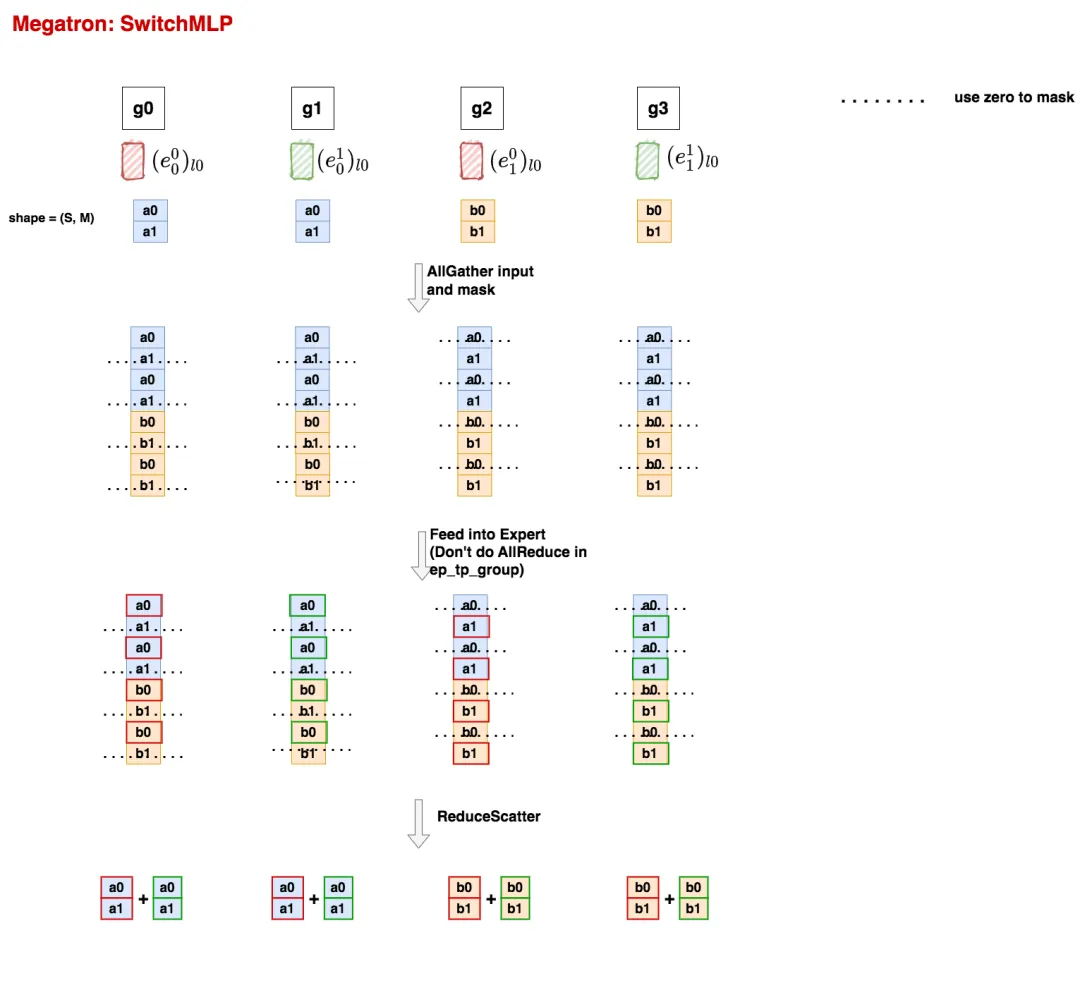 Megatron: SwitchMLP
g0 g1 g2 g3 . . . . . . . . use zero to mask
(e_0^0)_{l0} (e_0^1)_{l0} (e_1^0)_{l0} (e_1^1)_{l0}
shape = (S, M)
a0 a0 b0 b0
a1 a1 b1 b1
AllGather input
and mask
a0 a0 a0 a0
a1 a1 a1 a1
a0 a0 a0 a0
a1 a1 a1 a1
b0 b0 b0 b0
b1 b1 b1 b1
b0 b0 b0 b0
b1 b1 b1 b1
Feed into Expert
(Don't do AllReduce in
ep_tp_group)
a0 a0 a0 a0
a1 a1 a1 a1
a0 a0 a0 a0
a1 a1 a1 a1
b0 b0 b0 b0
b1 b1 b1 b1
b0 b0 b0 b0
b1 b1 b1 b1
ReduceScatter
a0 + a0 a0 + a0 b0 + b0 b0 + b0
a1 a1 a1 a1 b1 b1 b1 b1